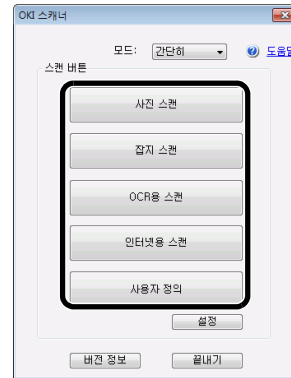 OKI 스캐너
모드: 간단히 도움말
스캔 버튼
사진 스캔
잡지 스캔
OCR용 스캔
인터넷용 스캔
사용자 정의
설정
버전 정보 끝내기